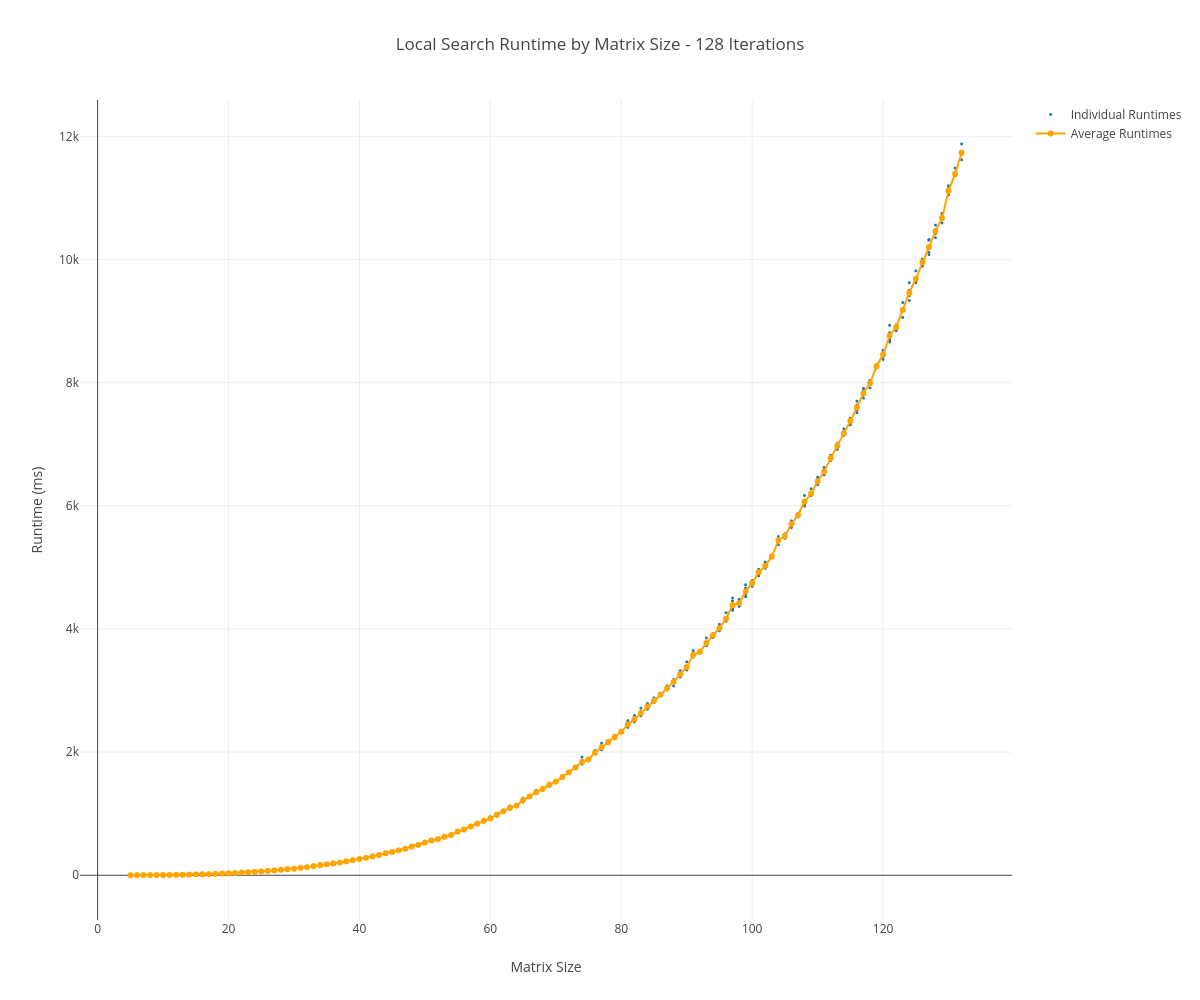 Local Search Runtime by Matrix Size - 128 Iterations
Individual Runtimes
Average Runtimes
12k
10k
8k
6k
4k
2k
0
Runtime (ms)
0 20 40 60 80 100 120
Matrix Size